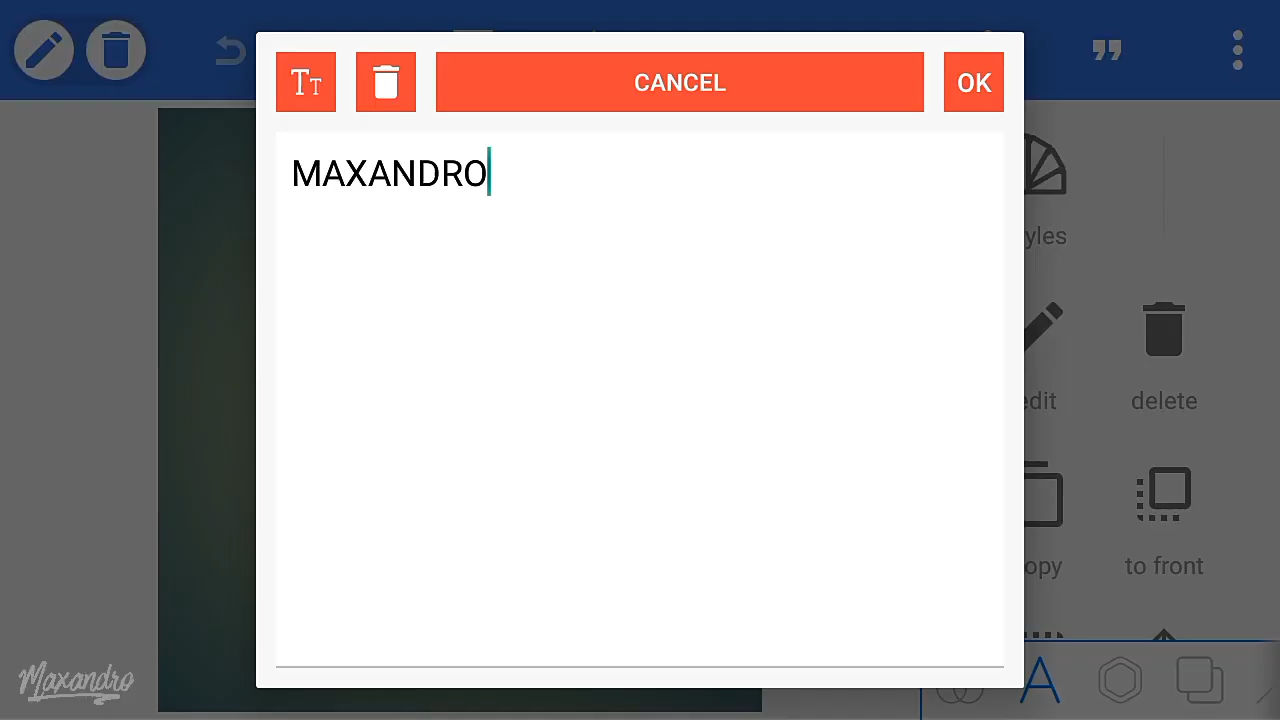 CANCEL
OK
MAXANDRO
yles
edit
delete
opy
to front
Maxandro